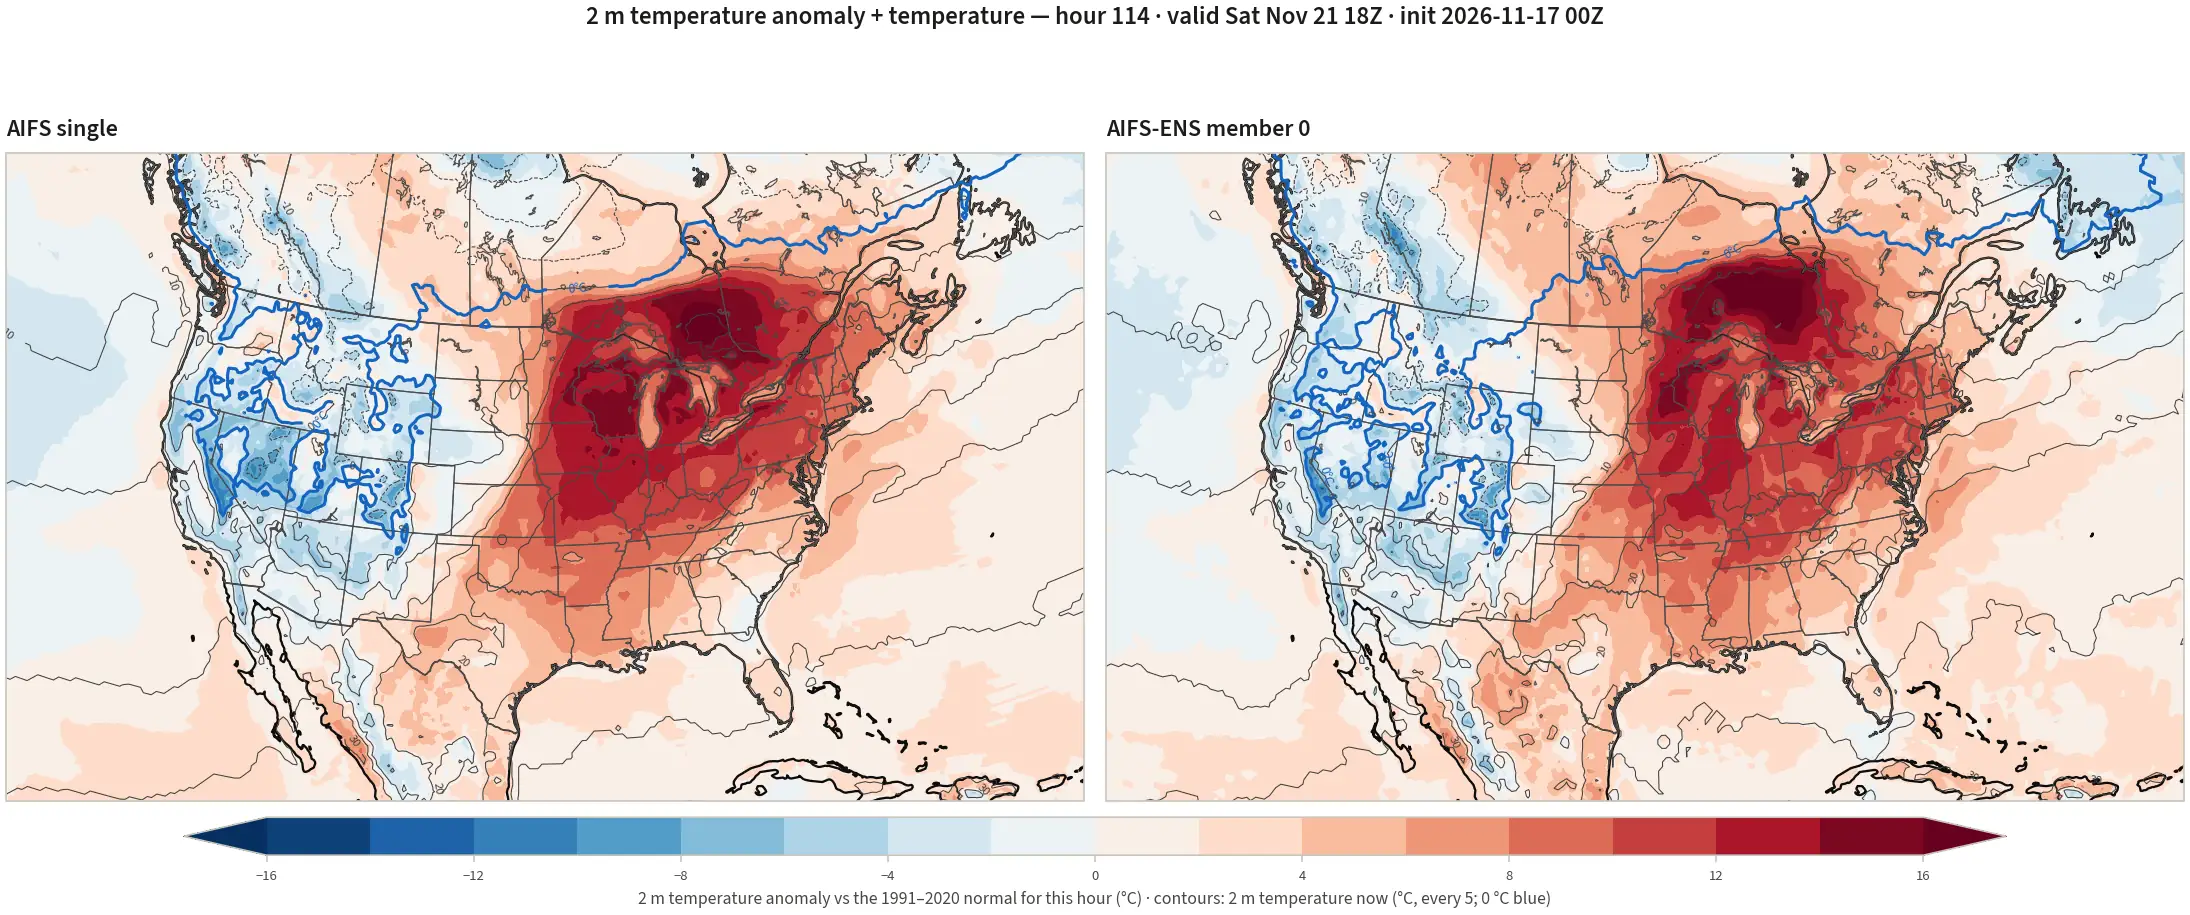 2 m temperature anomaly + temperature — hour 114 · valid Sat Nov 21 18Z · init 2026-11-17 00Z
AIFS single
AIFS-ENS member 0
0°C
0°C
−16 −12 −8 −4 0 4 8 12 16
2 m temperature anomaly vs the 1991–2020 normal for this hour (°C) · contours: 2 m temperature now (°C, every 5; 0 °C blue)